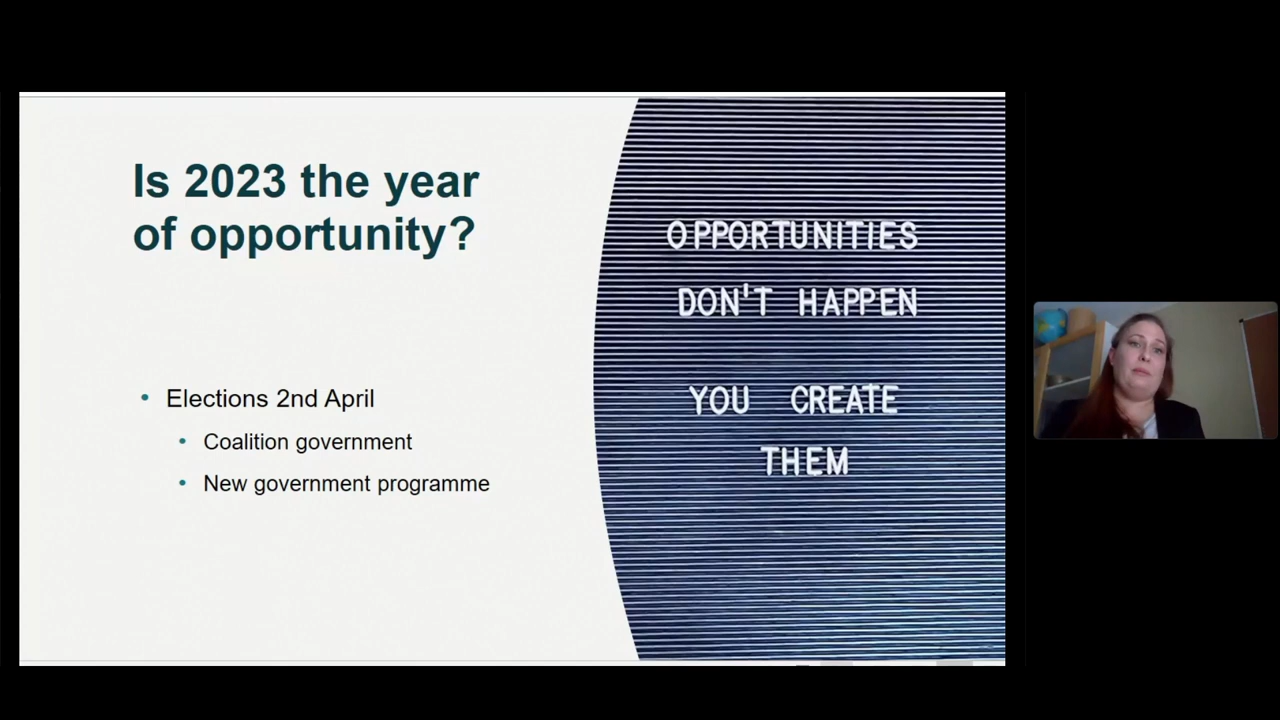 Is 2023 the year
of opportunity?
• Elections 2nd April
• Coalition government
• New government programme
OPPORTUNITIES
DON'T HAPPEN
YOU CREATE
THEM